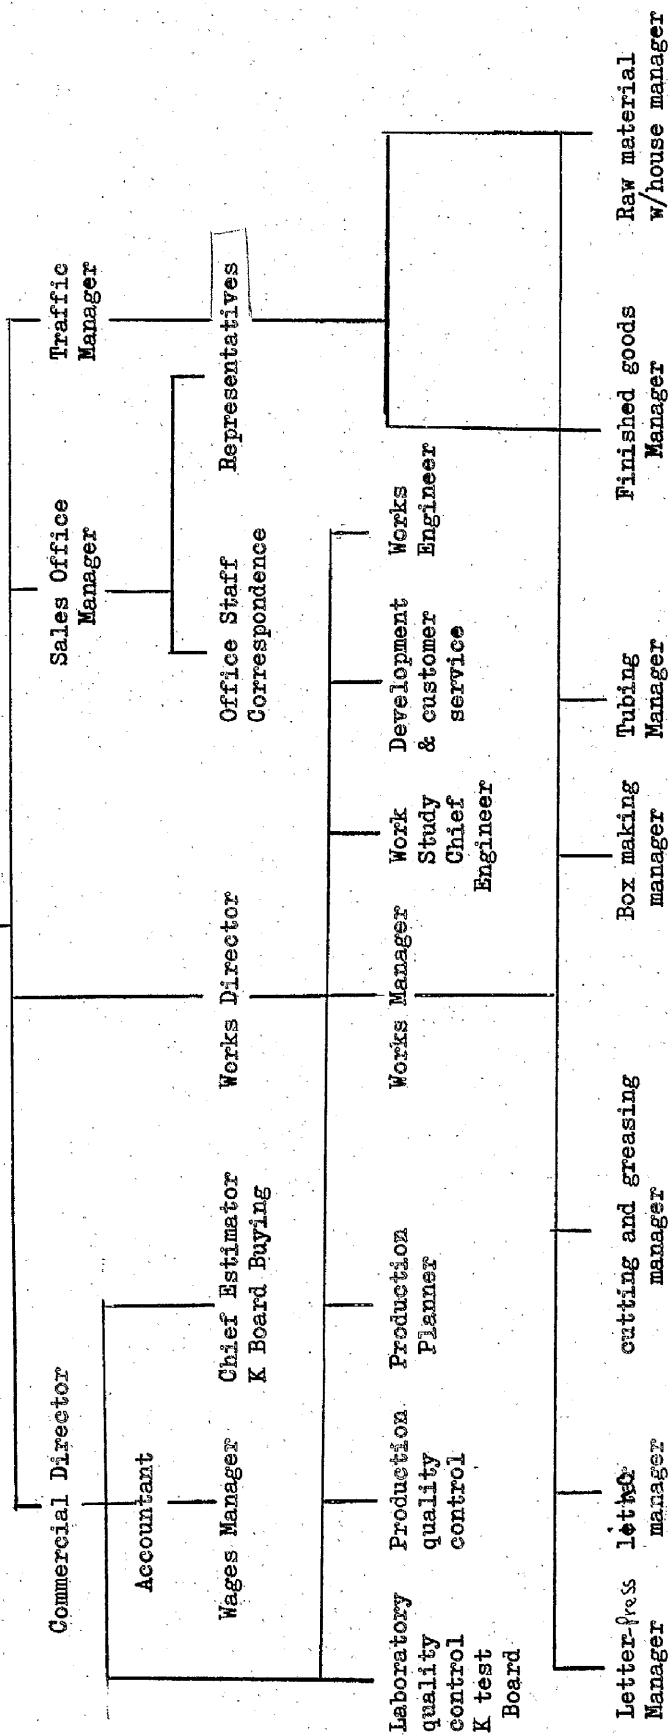 Commercial Director
Sales Office
Manager
Traffic
Manager
Accountant
Wages Manager
Chief Estimator
K Board Buying
Works Director
Office Staff
Correspondence
Representatives
Laboratory
quality
control
K test
Board
Production
quality
control
Production
Planner
Works Manager
Work
Study
Chief
Engineer
Development
& customer
service
Works
Engineer
Letter-Press
Manager
manager
cutting and greasing
manager
Box making
manager
Tubing
Manager
Finished goods
Manager
Raw material
w/house manager